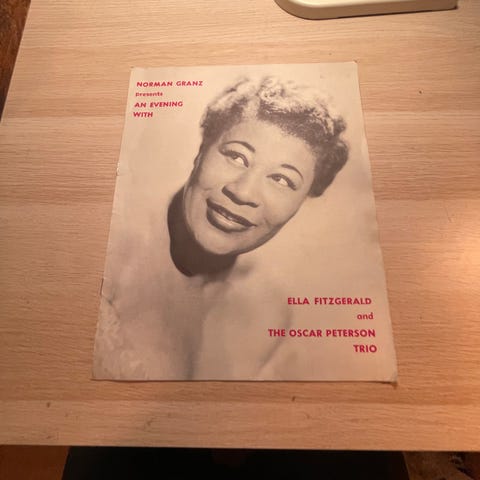 NORMAN GRANZ
presents
AN EVENING
WITH
ELLA FITZGERALD
and
THE OSCAR PETERSON
TRIO